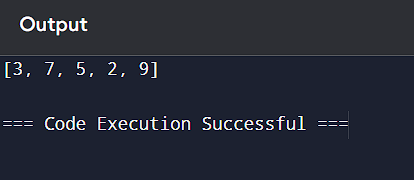 Output
[3, 7, 5, 2, 9]
=== Code Execution Successful ===